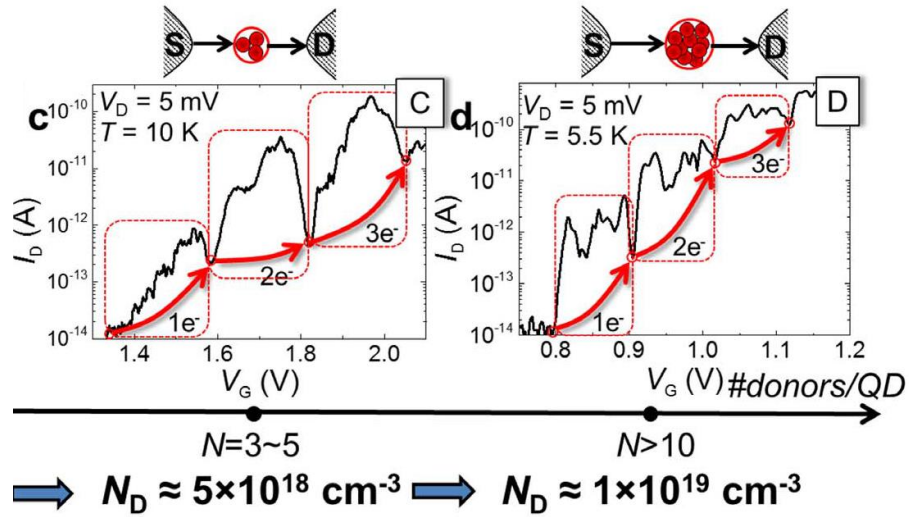 S D
S D
c
C
V_D = 5 mV
T = 10 K
10⁻¹⁰
10⁻¹¹
10⁻¹²
10⁻¹³
10⁻¹⁴
I_D (A)
1e⁻
2e⁻
3e⁻
1.4 1.6 1.8 2.0
V_G (V)
d
D
V_D = 5 mV
T = 5.5 K
10⁻¹⁰
10⁻¹¹
10⁻¹²
10⁻¹³
10⁻¹⁴
I_D (A)
1e⁻
2e⁻
3e⁻
0.8 0.9 1.0 1.1 1.2
V_G (V)
#donors/QD
N=3~5
N>10
N_D ≈ 5×10¹⁸ cm⁻³
N_D ≈ 1×10¹⁹ cm⁻³